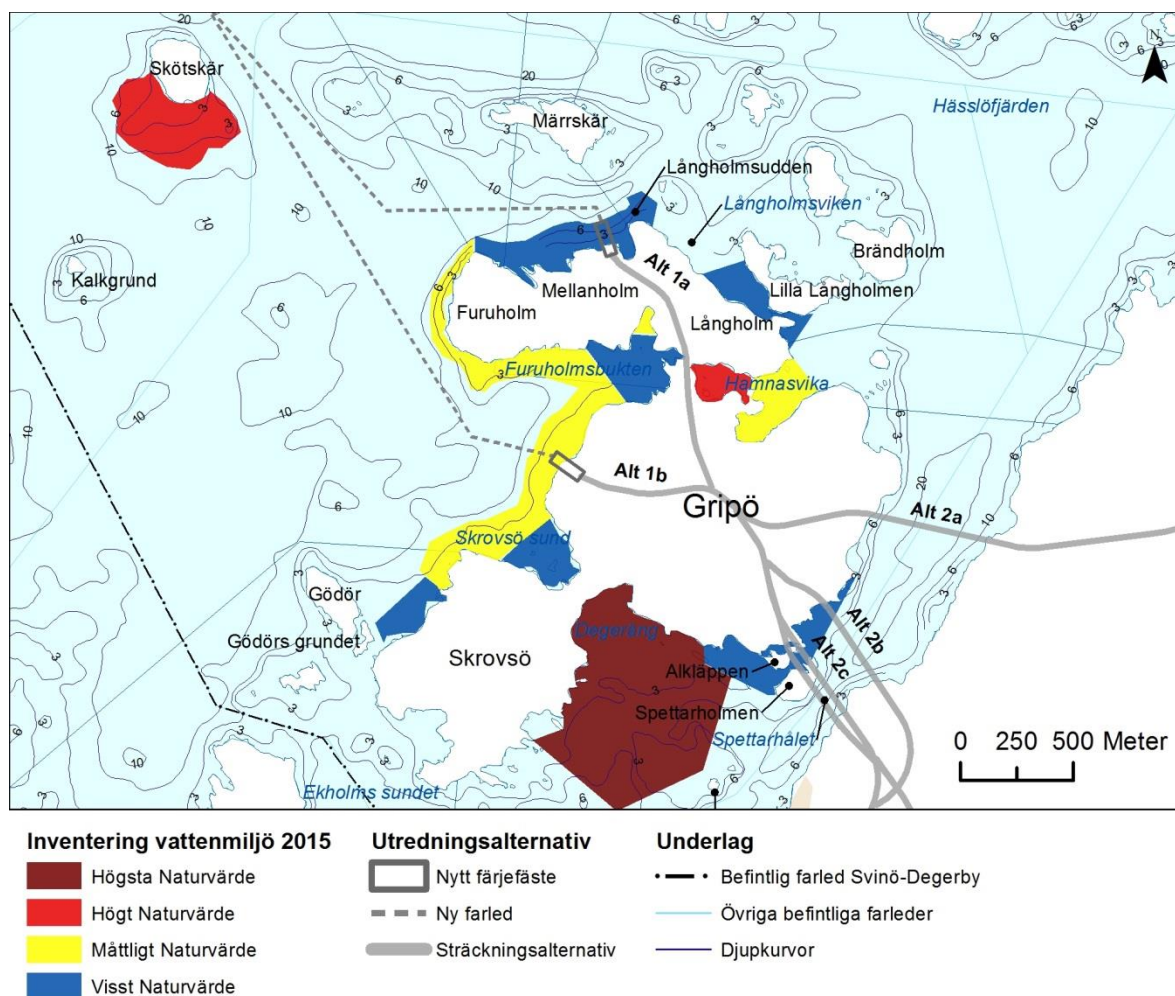 20
N
Skötskär
Hässlöfjärden
Märrskär
Långholmsudden
Långholmsviken
Brändholm
Kalkgrund
Alt 1a
Lilla Långholmen
Mellanholm
Furuholm
Långholm
Furuholmsbukten
Hamnasvika
Alt 1b
Gripö
Alt 2a
Skrovsö sund
Gödör
Gödörs grundet
Degeräng
Alt 2b
Alt 2c
Skrovsö
Alkläppen
Spettarholmen
Spettarhålet
0 250 500 Meter
Ekholms sundet
Inventering vattenmiljö 2015
Högsta Naturvärde
Högt Naturvärde
Måttligt Naturvärde
Visst Naturvärde
Utredningsalternativ
Nytt färjefäste
Ny farled
Sträckningsalternativ
Underlag
Befintlig farled Svinö-Degerby
Övriga befintliga farleder
Djupkurvor